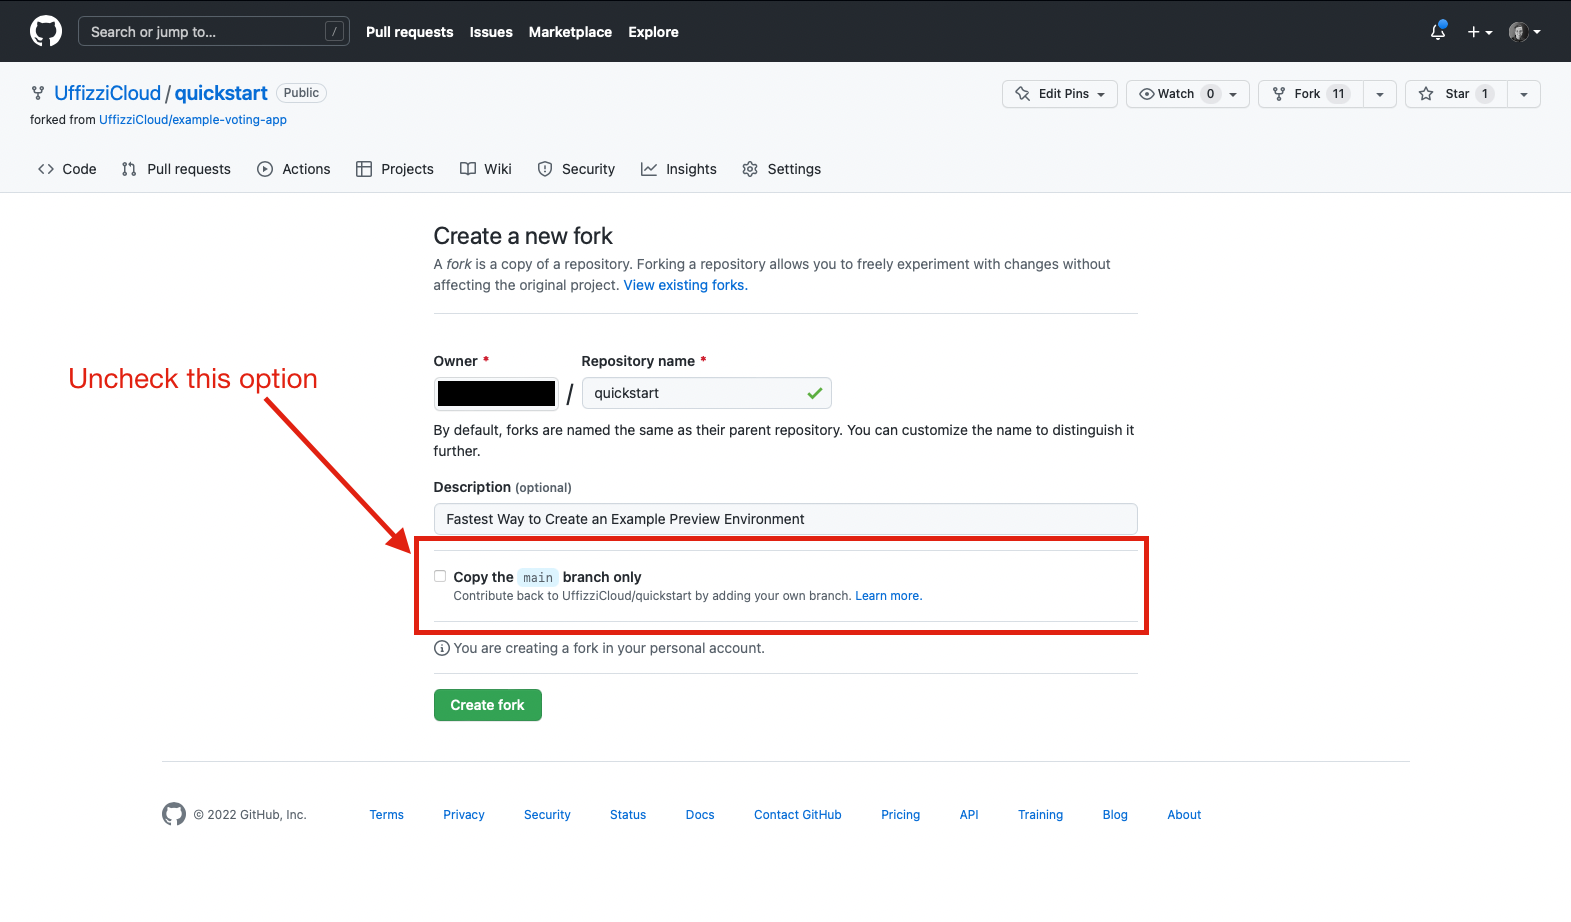 Search or jump to... /
Pull requests Issues Marketplace Explore
UffizziCloud / quickstart Public
Edit Pins Watch 0 Fork 11 Star 1
forked from UffizziCloud/example-voting-app
Code Pull requests Actions Projects Wiki Security Insights Settings
Create a new fork
A fork is a copy of a repository. Forking a repository allows you to freely experiment with changes without
affecting the original project. View existing forks.
Uncheck this option
Owner * Repository name *
/ quickstart
By default, forks are named the same as their parent repository. You can customize the name to distinguish it
further.
Description (optional)
Fastest Way to Create an Example Preview Environment
Copy the main branch only
Contribute back to UffizziCloud/quickstart by adding your own branch. Learn more.
You are creating a fork in your personal account.
Create fork
© 2022 GitHub, Inc. Terms Privacy Security Status Docs Contact GitHub Pricing API Training Blog About